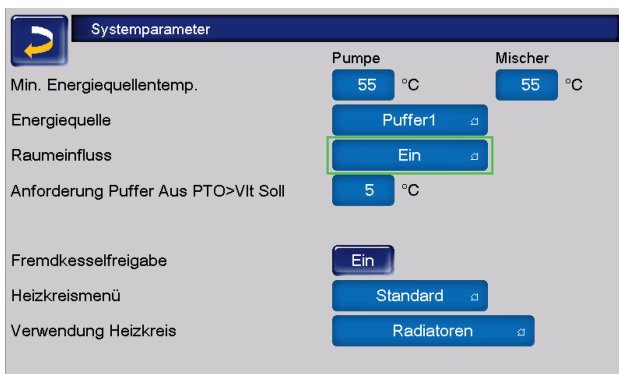 Systemparameter
Pumpe Mischer
Min. Energiequellentemp. 55 °C 55 °C
Energiequelle Puffer1
Raumeinfluss Ein
Anforderung Puffer Aus PTO>Vlt Soll 5 °C
Fremdkesselfreigabe Ein
Heizkreismenü Standard
Verwendung Heizkreis Radiatoren